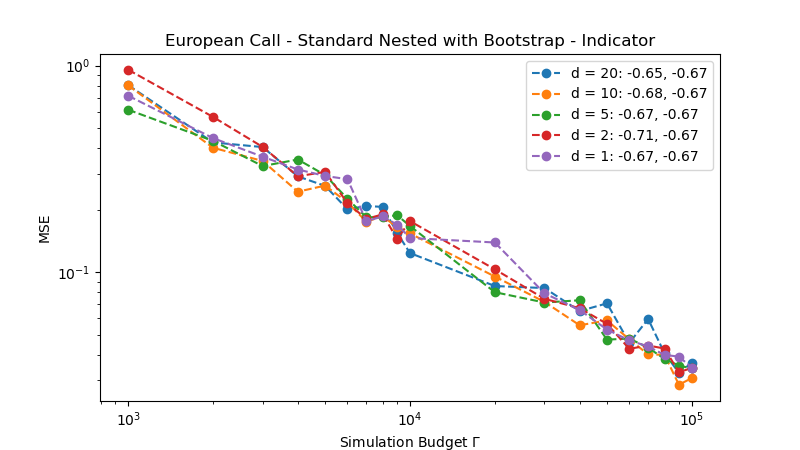 European Call - Standard Nested with Bootstrap - Indicator
10⁰
d = 20: -0.65, -0.67
d = 10: -0.68, -0.67
d = 5: -0.67, -0.67
d = 2: -0.71, -0.67
d = 1: -0.67, -0.67
MSE
10⁻¹
10³ 10⁴ 10⁵
Simulation Budget Γ